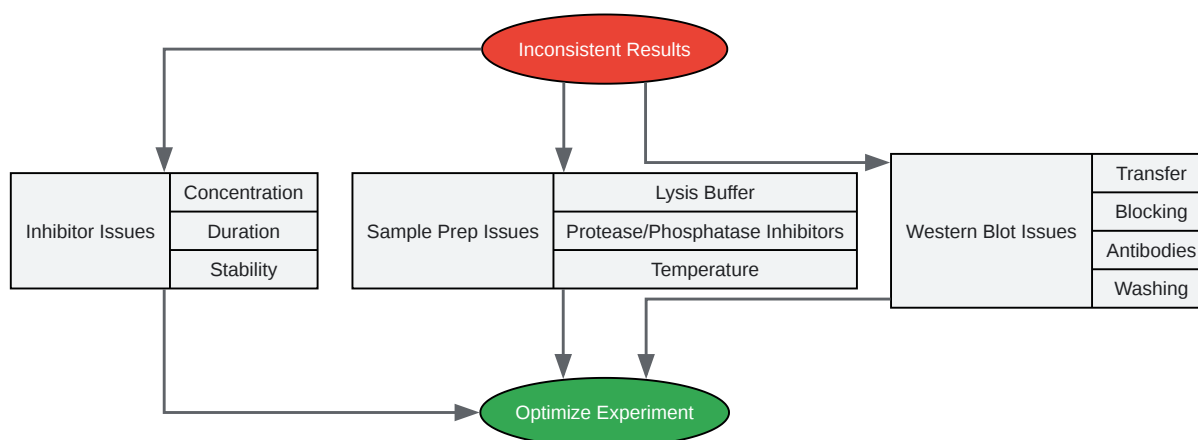 Inconsistent Results
Inhibitor Issues
Concentration
Duration
Stability
Sample Prep Issues
Lysis Buffer
Protease/Phosphatase Inhibitors
Temperature
Western Blot Issues
Transfer
Blocking
Antibodies
Washing
Optimize Experiment